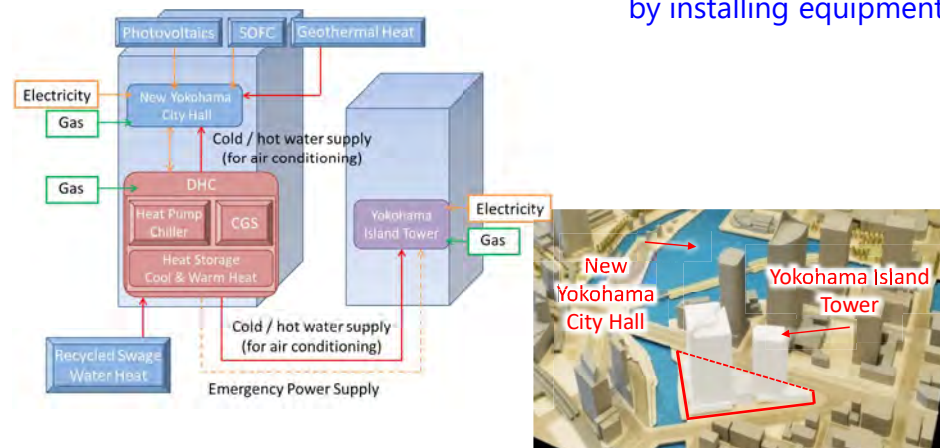 by installing equipment
Photovoltaics
SOFC
Geothermal Heat
Electricity
New Yokohama
City Hall
Gas
Cold / hot water supply
(for air conditioning)
Gas
DHC
Heat Pump
Chiller
CGS
Heat Storage
Cool & Warm Heat
Yokohama
Island Tower
Electricity
Gas
New
Yokohama
City Hall
Yokohama Island
Tower
Cold / hot water supply
(for air conditioning)
Recycled Swage
Water Heat
Emergency Power Supply